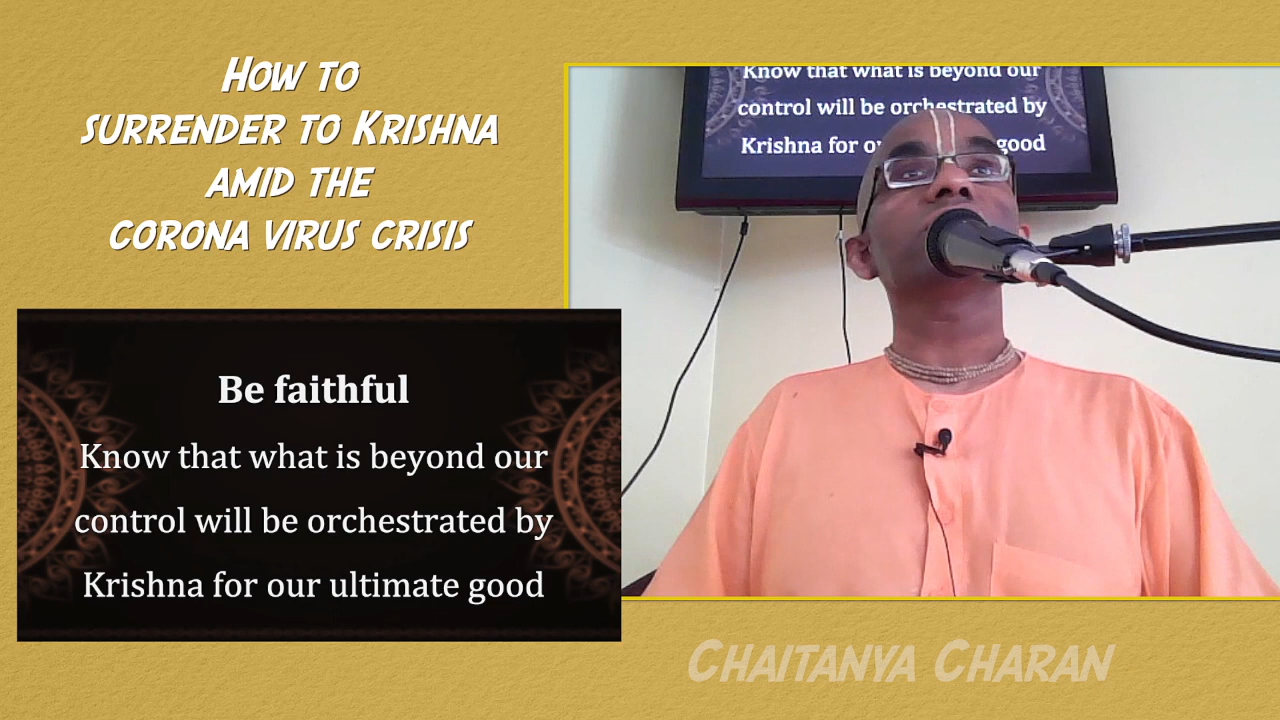 How to
surrender to Krishna
amid the
corona virus crisis
Be faithful
Know that what is beyond our
control will be orchestrated by
Krishna for our ultimate good
Know that what is beyond our
control will be orchestrated by
Krishna for good
Chaitanya Charan